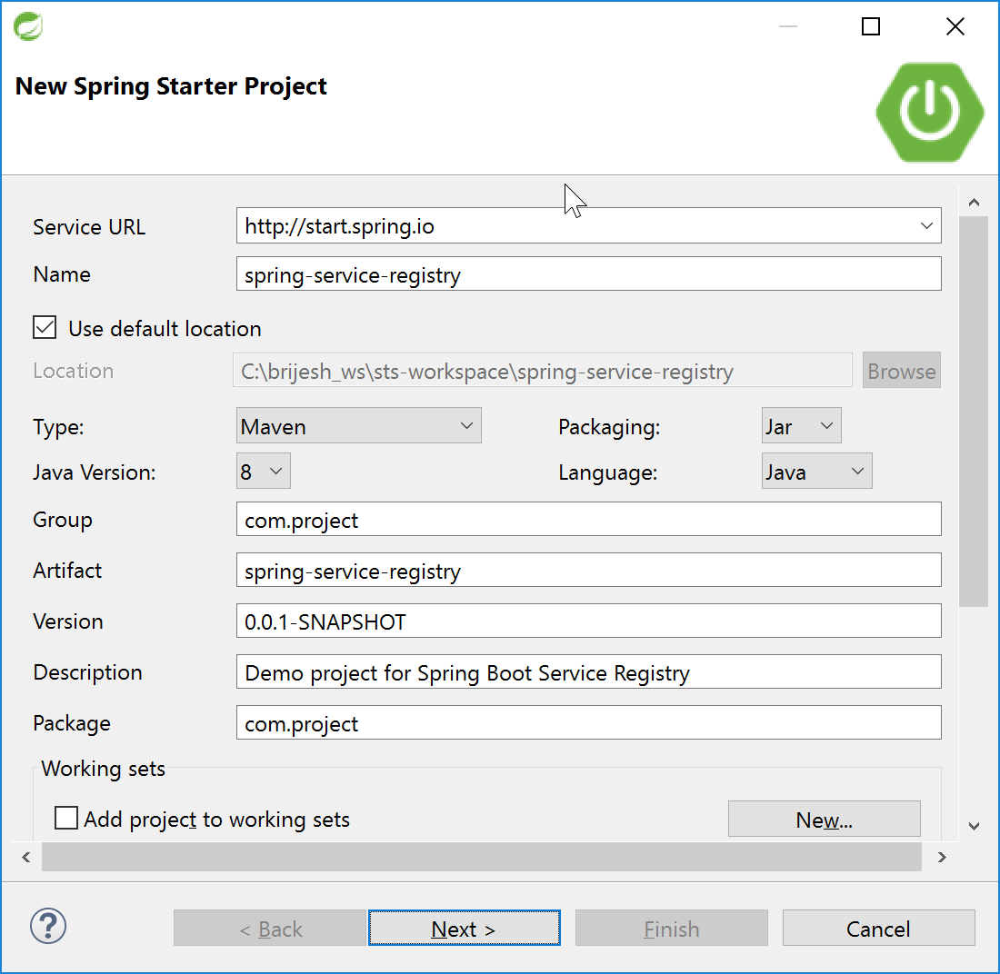 New Spring Starter Project
Service URL http://start.spring.io
Name spring-service-registry
Use default location
Location C:\brijesh_ws\sts-workspace\spring-service-registry Browse
Type: Maven Packaging: Jar
Java Version: 8 Language: Java
Group com.project
Artifact spring-service-registry
Version 0.0.1-SNAPSHOT
Description Demo project for Spring Boot Service Registry
Package com.project
Working sets
Add project to working sets New...
? < Back Next > Finish Cancel